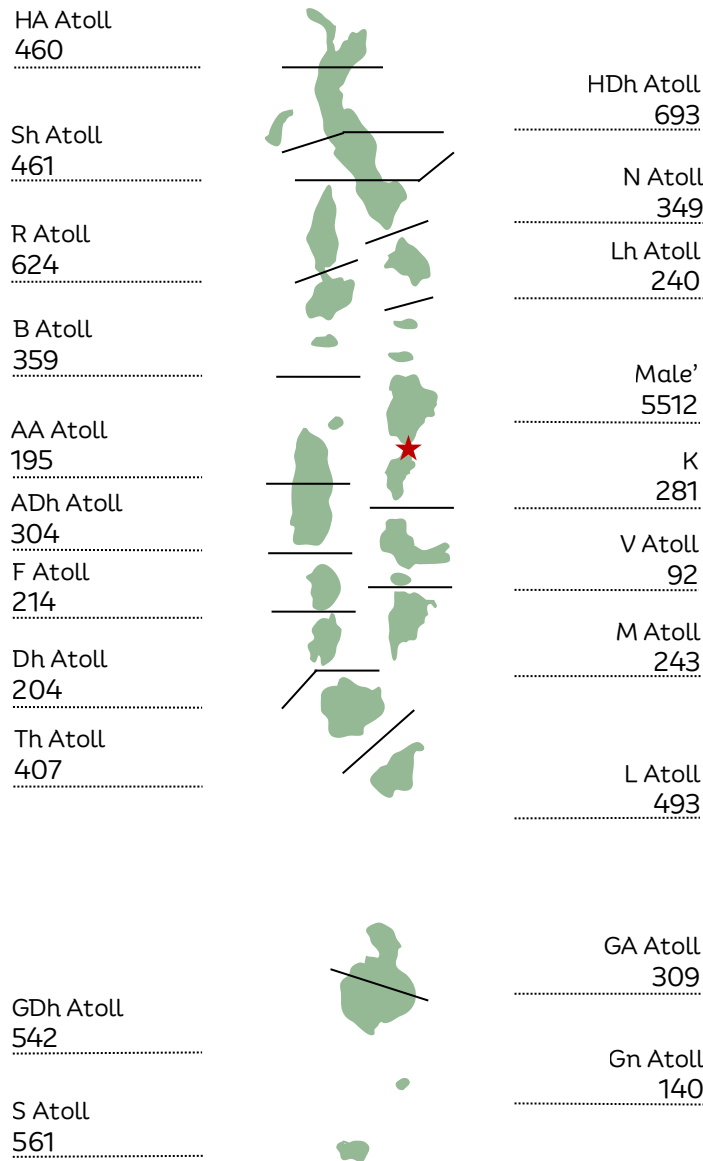 HA Atoll
460
Sh Atoll
461
R Atoll
624
B Atoll
359
AA Atoll
195
ADh Atoll
304
F Atoll
214
Dh Atoll
204
Th Atoll
407
GDh Atoll
542
S Atoll
561
HDh Atoll
693
N Atoll
349
Lh Atoll
240
Male’
5512
K
281
V Atoll
92
M Atoll
243
L Atoll
493
GA Atoll
309
Gn Atoll
140